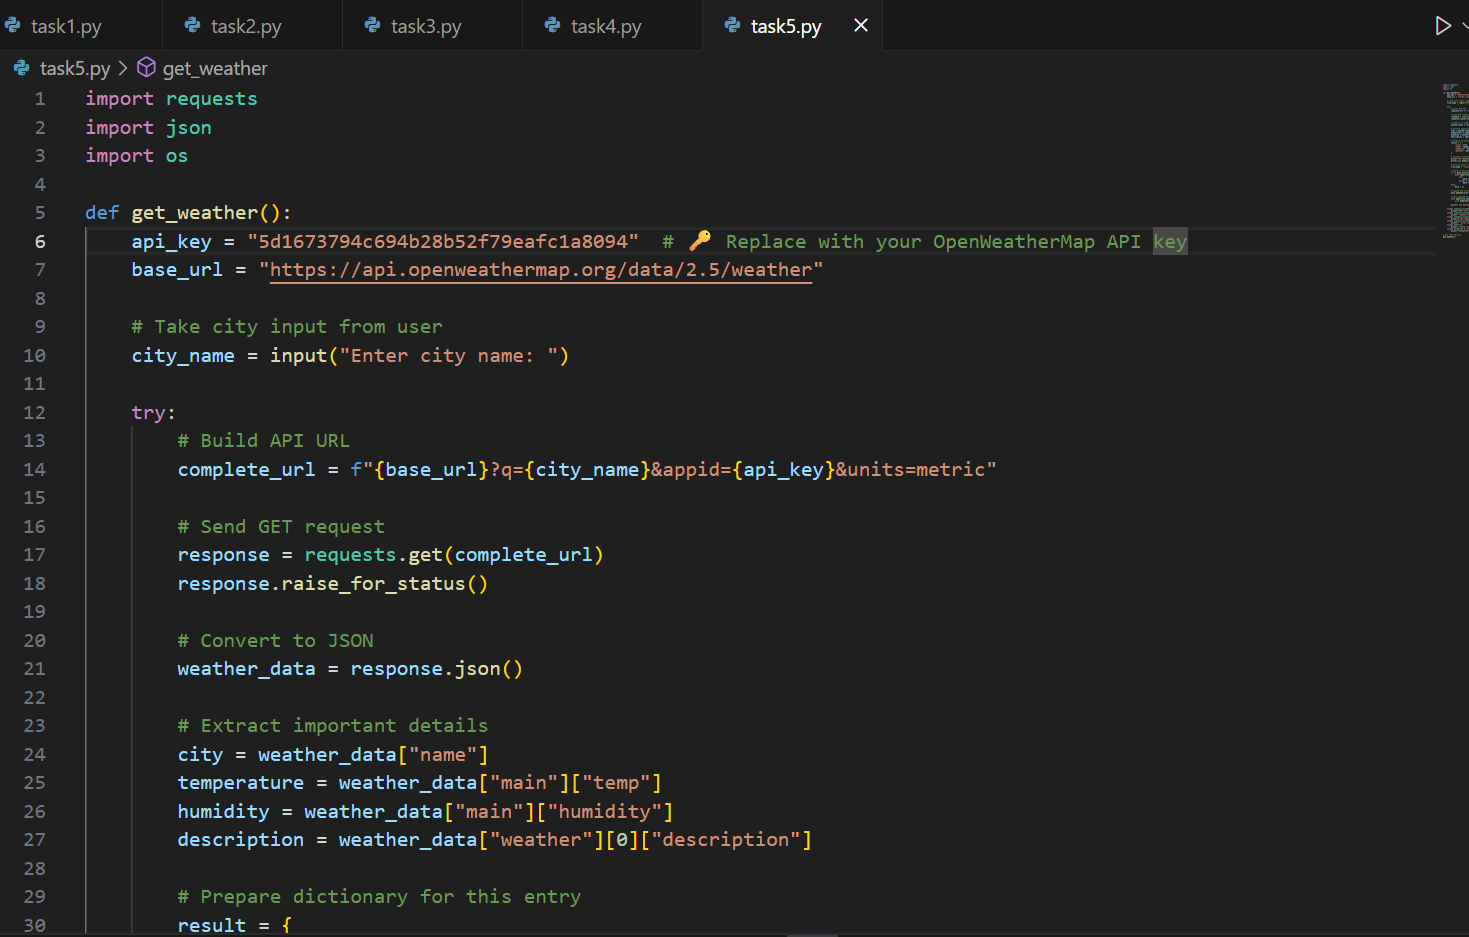 task1.py task2.py task3.py task4.py task5.py
task5.py > get_weather
1 import requests
2 import json
3 import os
4
5 def get_weather():
6 api_key = "5d1673794c694b28b52f79eafc1a8094" # 🔑 Replace with your OpenWeatherMap API key
7 base_url = "https://api.openweathermap.org/data/2.5/weather"
8
9 # Take city input from user
10 city_name = input("Enter city name: ")
11
12 try:
13 # Build API URL
14 complete_url = f"{base_url}?q={city_name}&appid={api_key}&units=metric"
15
16 # Send GET request
17 response = requests.get(complete_url)
18 response.raise_for_status()
19
20 # Convert to JSON
21 weather_data = response.json()
22
23 # Extract important details
24 city = weather_data["name"]
25 temperature = weather_data["main"]["temp"]
26 humidity = weather_data["main"]["humidity"]
27 description = weather_data["weather"][0]["description"]
28
29 # Prepare dictionary for this entry
30 result = {